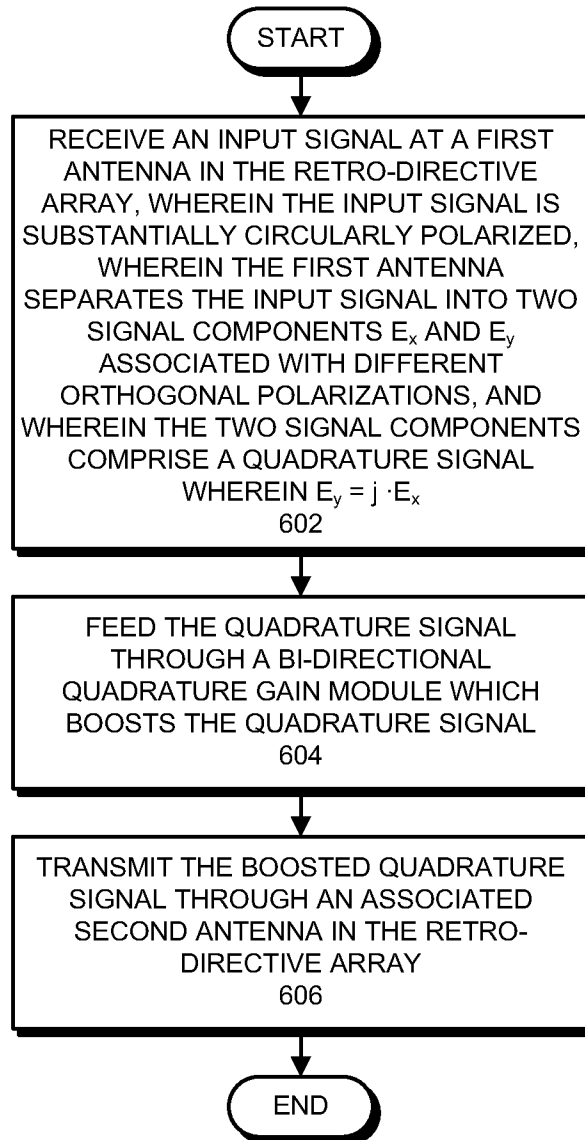 START
RECEIVE AN INPUT SIGNAL AT A FIRST
ANTENNA IN THE RETRO-DIRECTIVE
ARRAY, WHEREIN THE INPUT SIGNAL IS
SUBSTANTIALLY CIRCULARLY POLARIZED,
WHEREIN THE FIRST ANTENNA
SEPARATES THE INPUT SIGNAL INTO TWO
SIGNAL COMPONENTS Eₓ AND E_y
ASSOCIATED WITH DIFFERENT
ORTHOGONAL POLARIZATIONS, AND
WHEREIN THE TWO SIGNAL COMPONENTS
COMPRISE A QUADRATURE SIGNAL
WHEREIN E_y = j ·Eₓ
602
FEED THE QUADRATURE SIGNAL
THROUGH A BI-DIRECTIONAL
QUADRATURE GAIN MODULE WHICH
BOOSTS THE QUADRATURE SIGNAL
604
TRANSMIT THE BOOSTED QUADRATURE
SIGNAL THROUGH AN ASSOCIATED
SECOND ANTENNA IN THE RETRO-
DIRECTIVE ARRAY
606
END